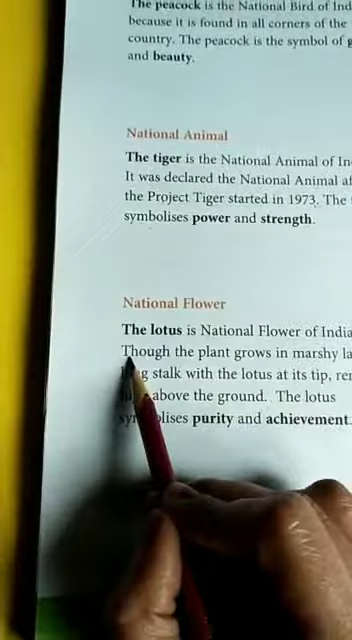 The peacock is the National Bird of Ind
because it is found in all corners of the
country. The peacock is the symbol of g
and beauty.
National Animal
The tiger is the National Animal of In
It was declared the National Animal af
the Project Tiger started in 1973. The
symbolises power and strength.
National Flower
The lotus is National Flower of India
Though the plant grows in marshy la
stalk with the lotus at its tip, re
above the ground. The lotus
symbolises purity and achievement.